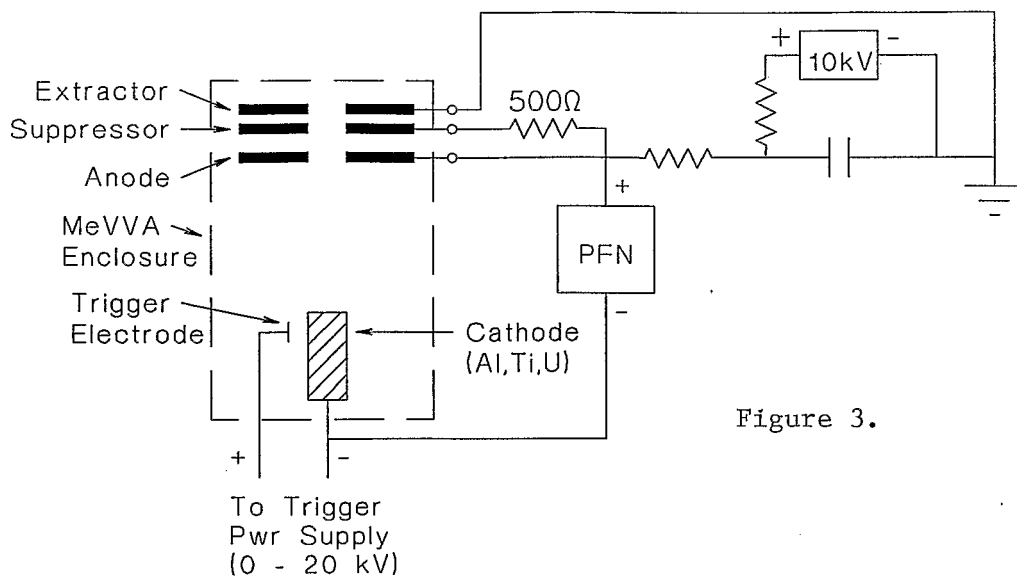 Extractor
Suppressor
Anode
MeVVA
Enclosure
Trigger
Electrode
500Ω
+ -
10kV
+
PFN
-
Cathode
(Al,Ti,U)
+ -
To Trigger
Pwr Supply
(0 - 20 kV)
Figure 3.